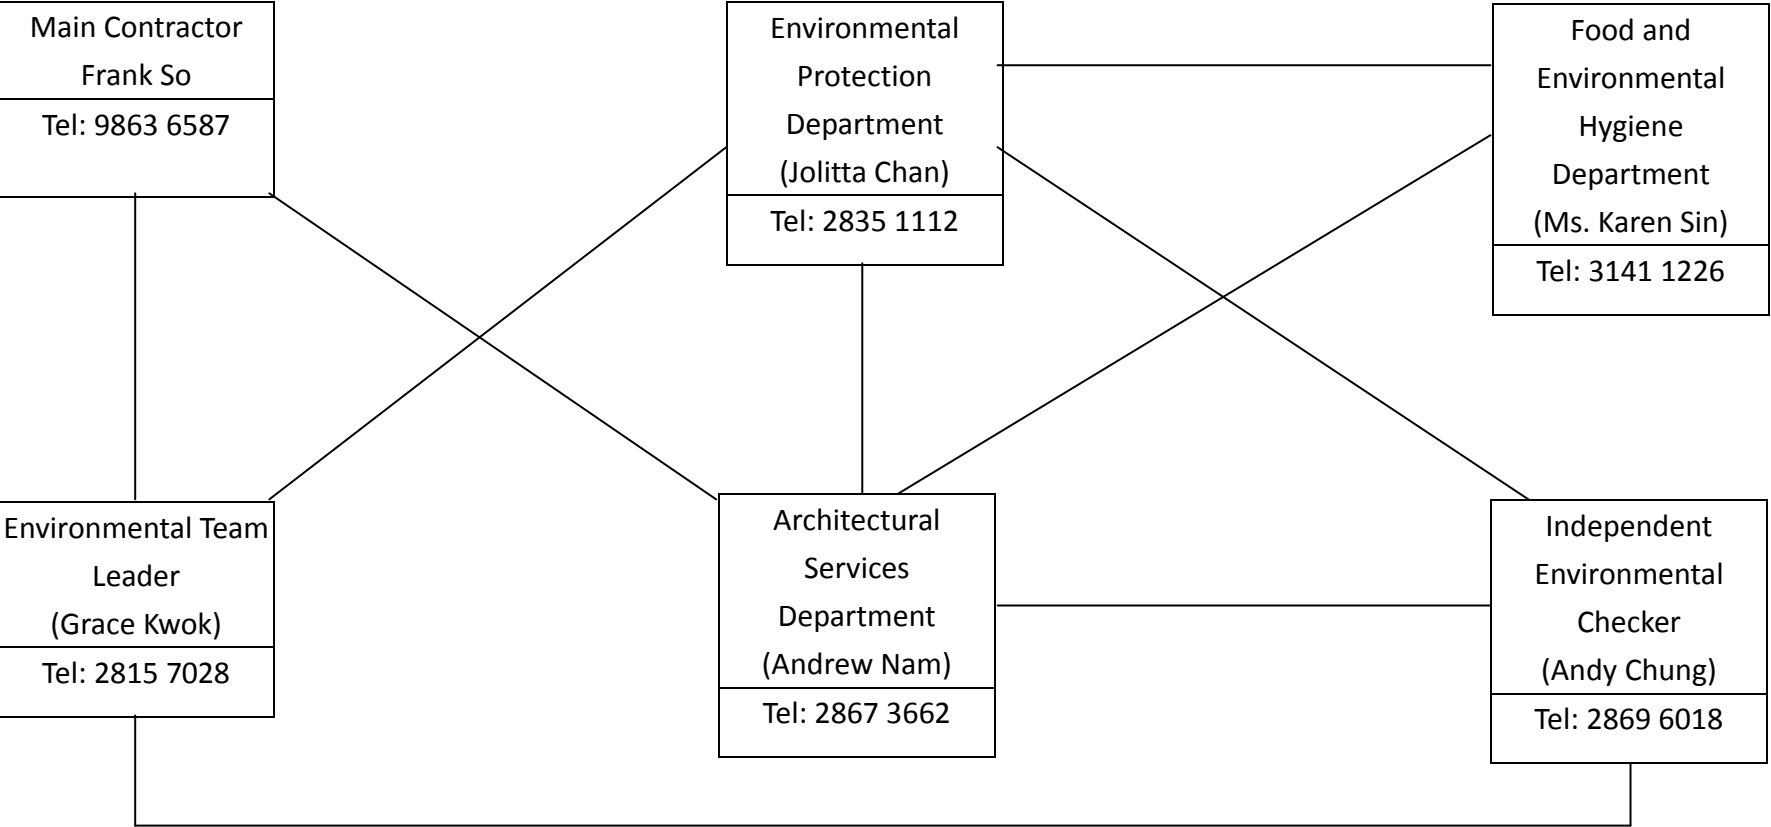 Main Contractor
Frank So
Tel: 9863 6587
Environmental
Protection
Department
(Jolitta Chan)
Tel: 2835 1112
Food and
Environmental
Hygiene
Department
(Ms. Karen Sin)
Tel: 3141 1226
Environmental Team
Leader
(Grace Kwok)
Tel: 2815 7028
Architectural
Services
Department
(Andrew Nam)
Tel: 2867 3662
Independent
Environmental
Checker
(Andy Chung)
Tel: 2869 6018